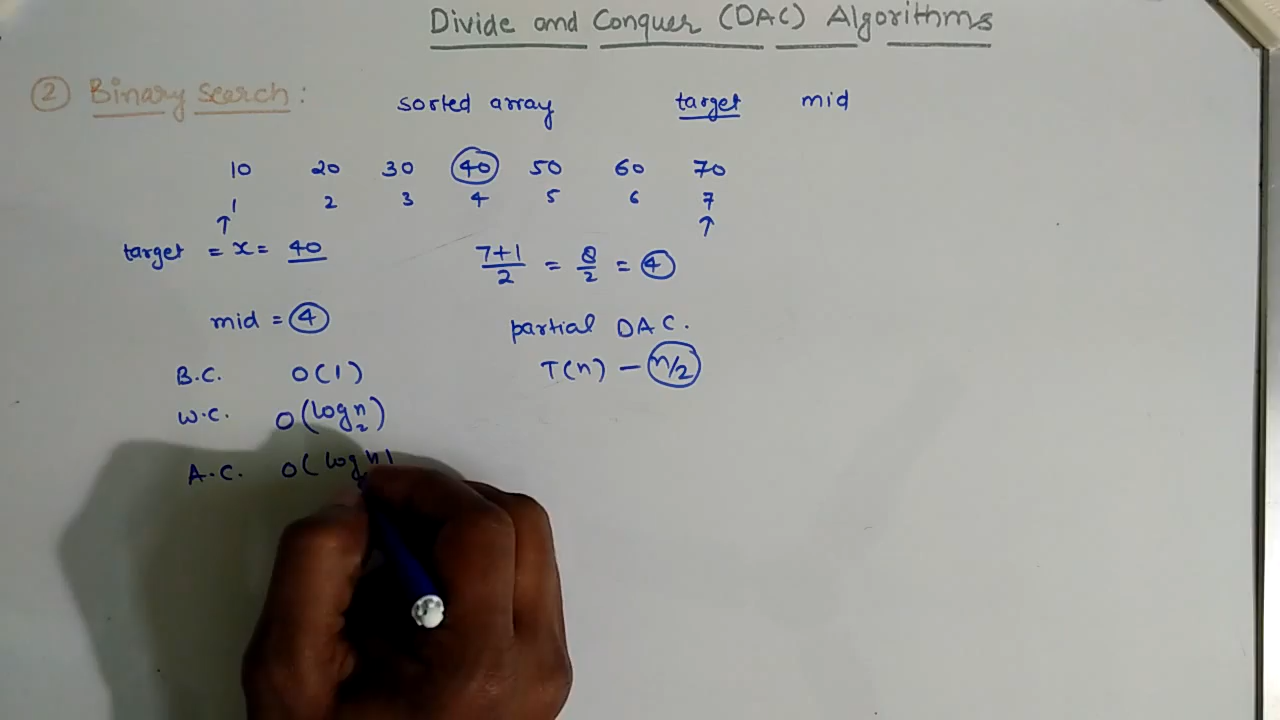 Divide and Conquer (DAC) Algorithms
② Binary Search : sorted array target mid
10 20 30 40 50 60 70
1 2 3 4 5 6 7
↑ ↑
target = x = 40 7+1/2 = 8/2 = 4
mid = 4 partial DAC.
B.C. O(1) T(n) – n/2
W.C. O(log₂n)
A.C. O(log n)